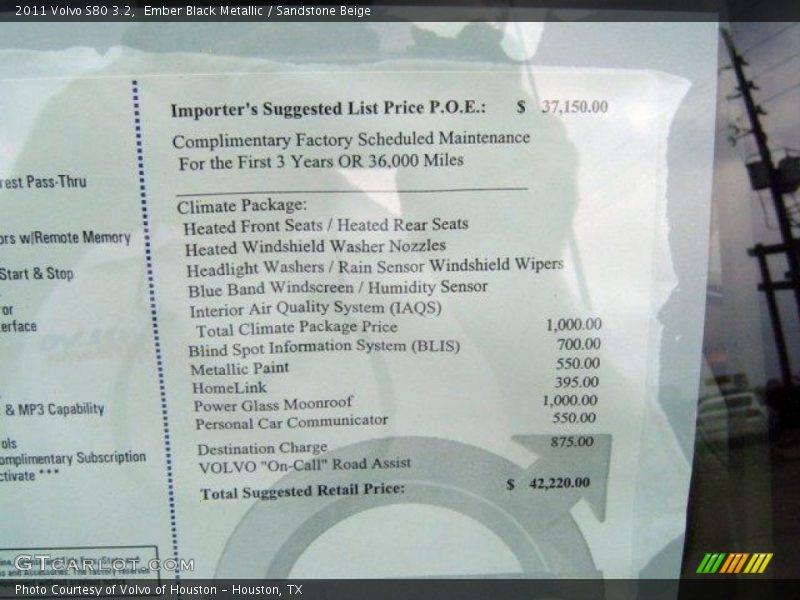 2011 Volvo S80 3.2, Ember Black Metallic / Sandstone Beige
Importer's Suggested List Price P.O.E.: $ 37,150.00
Complimentary Factory Scheduled Maintenance
For the First 3 Years OR 36,000 Miles
rest Pass-Thru
ors w/Remote Memory
Start & Stop
or
erface
& MP3 Capability
ols
omplimentary Subscription
ctivate ***
Climate Package:
Heated Front Seats / Heated Rear Seats
Heated Windshield Washer Nozzles
Headlight Washers / Rain Sensor Windshield Wipers
Blue Band Windscreen / Humidity Sensor
Interior Air Quality System (IAQS)
Total Climate Package Price 1,000.00
Blind Spot Information System (BLIS) 700.00
Metallic Paint 550.00
HomeLink 395.00
Power Glass Moonroof 1,000.00
Personal Car Communicator 550.00
Destination Charge 875.00
VOLVO "On-Call" Road Assist
Total Suggested Retail Price: $ 42,220.00
GTCARLOT.COM
Photo Courtesy of Volvo of Houston - Houston, TX